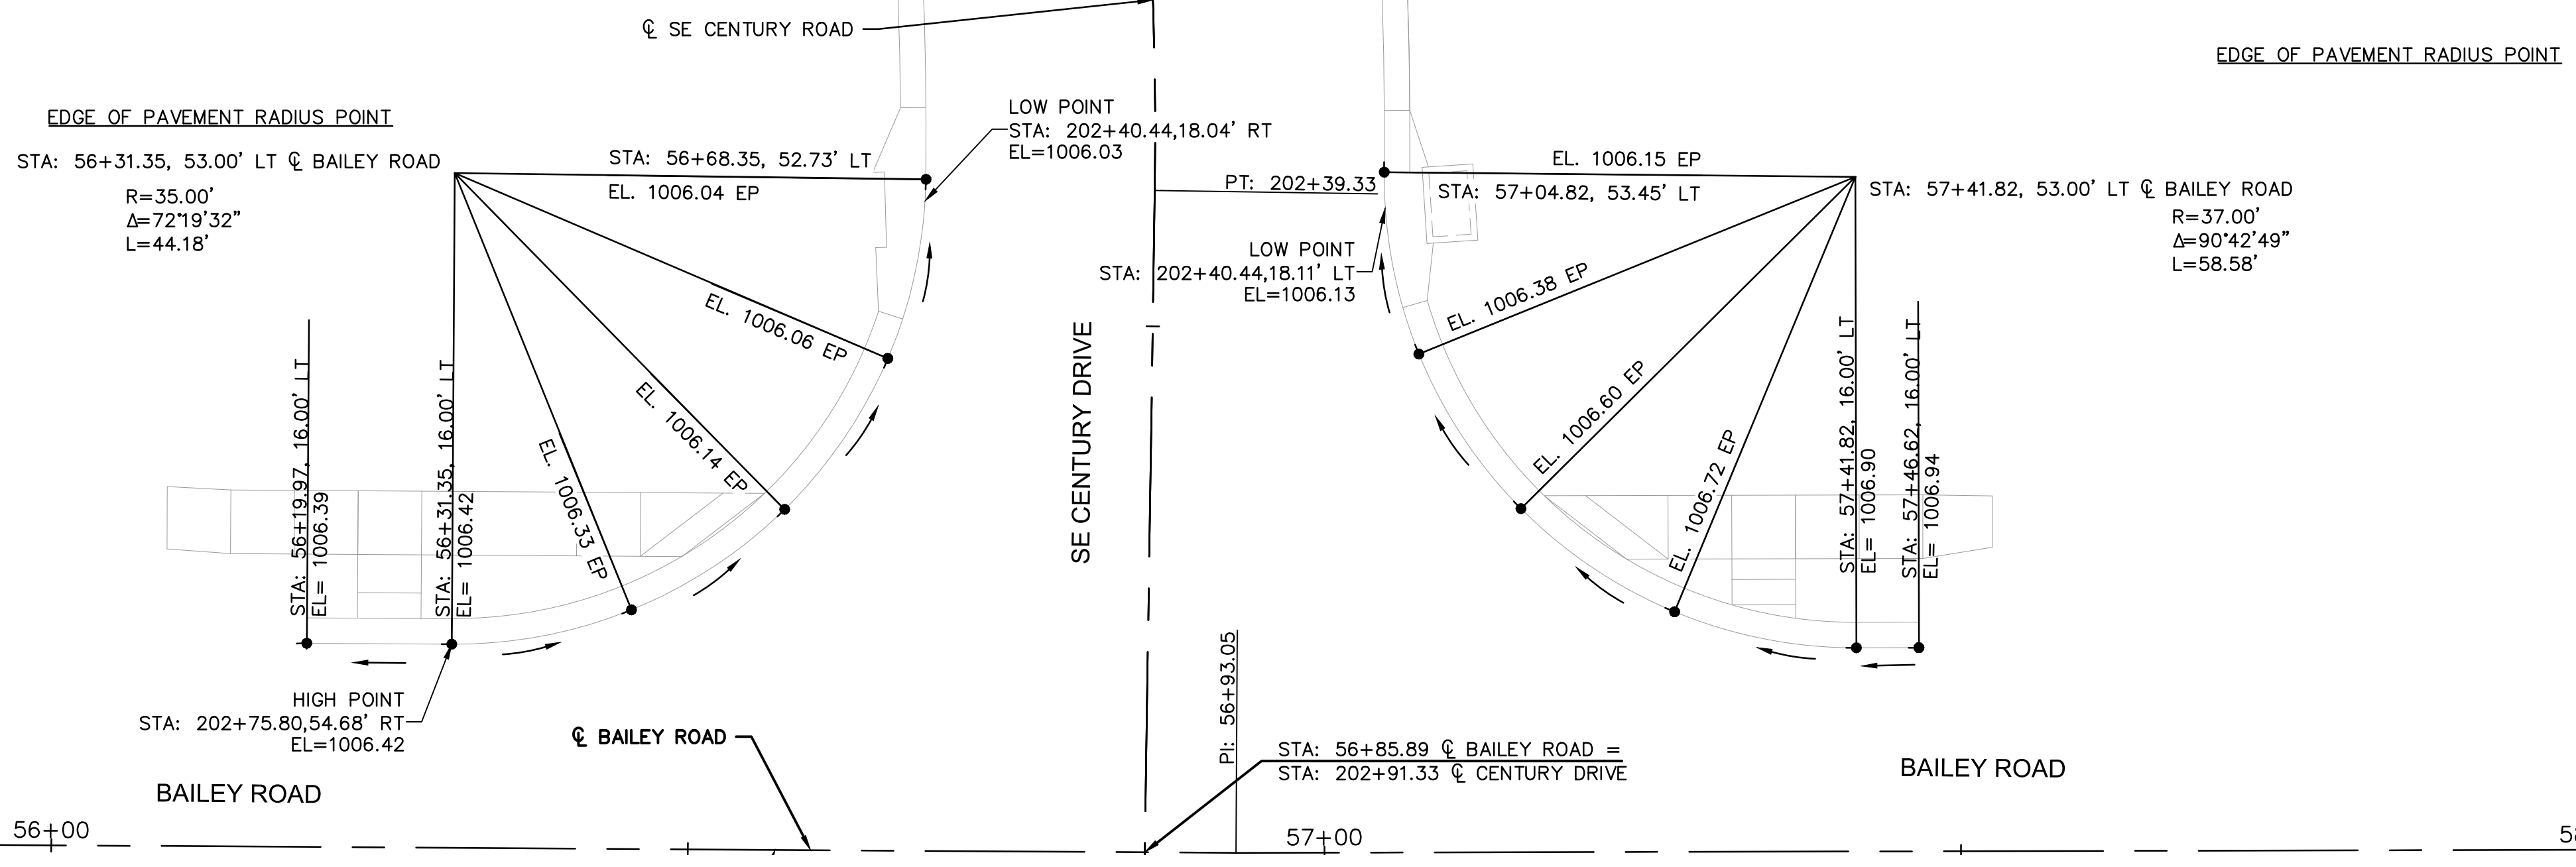 ℄ SE CENTURY ROAD
EDGE OF PAVEMENT RADIUS POINT
EDGE OF PAVEMENT RADIUS POINT
STA: 56+31.35, 53.00' LT ℄ BAILEY ROAD
R=35.00'
Δ=72°19'32"
L=44.18'
STA: 56+68.35, 52.73' LT
EL. 1006.04 EP
LOW POINT
STA: 202+40.44,18.04' RT
EL=1006.03
EL. 1006.06 EP
EL. 1006.14 EP
EL. 1006.33 EP
STA: 56+19.97, 16.00' LT
EL= 1006.39
STA: 56+31.35, 16.00' LT
EL= 1006.42
HIGH POINT
STA: 202+75.80,54.68' RT
EL=1006.42
PT: 202+39.33
LOW POINT
STA: 202+40.44,18.11' LT
EL=1006.13
EL. 1006.15 EP
STA: 57+04.82, 53.45' LT
STA: 57+41.82, 53.00' LT ℄ BAILEY ROAD
R=37.00'
Δ=90°42'49"
L=58.58'
EL. 1006.38 EP
EL. 1006.60 EP
EL. 1006.72 EP
STA: 57+41.82, 16.00' LT
EL= 1006.90
STA: 57+46.62, 16.00' LT
EL= 1006.94
SE CENTURY DRIVE
PI: 56+93.05
℄ BAILEY ROAD
STA: 56+85.89 ℄ BAILEY ROAD =
STA: 202+91.33 ℄ CENTURY DRIVE
BAILEY ROAD
BAILEY ROAD
56+00
57+00